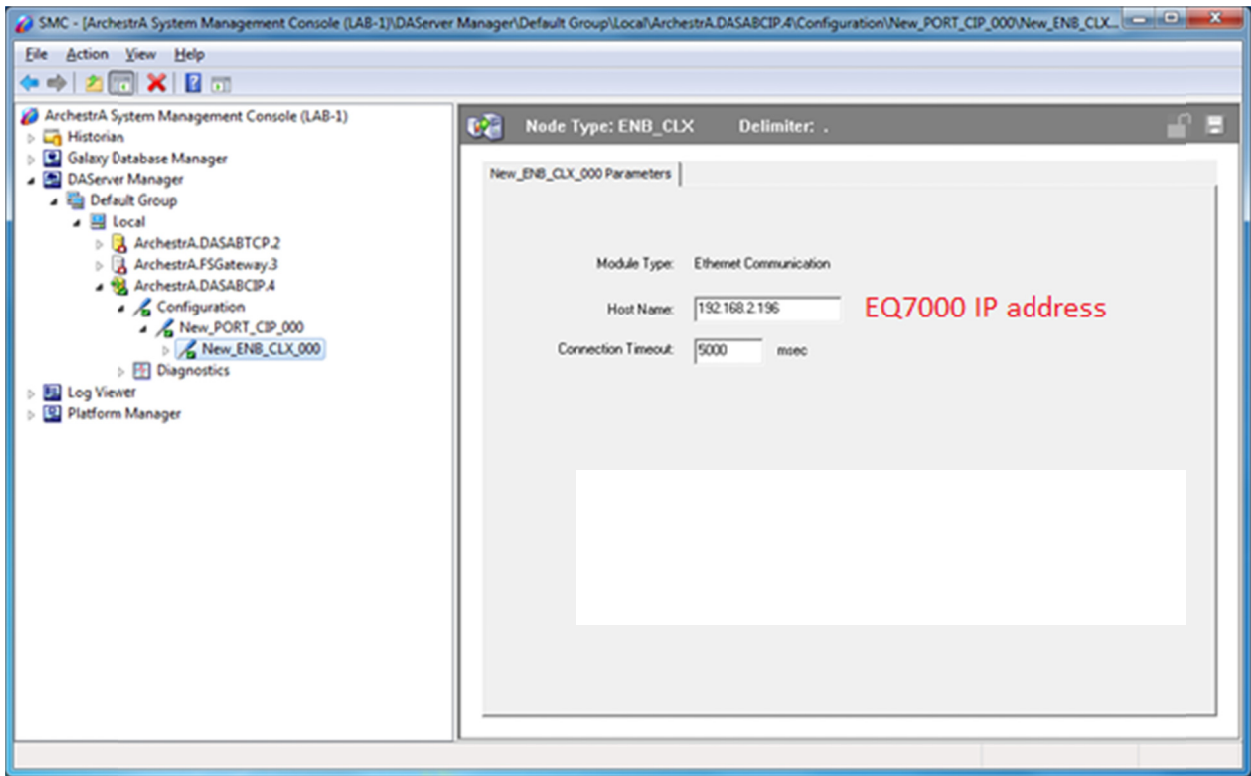 SMC - [ArchestrA System Management Console (LAB-1)\DAServer Manager\Default Group\Local\ArchestrA.DASABCIP.4\Configuration\New_PORT_CIP_000\New_ENB_CLX...
File Action View Help
ArchestrA System Management Console (LAB-1)
Historian
Galaxy Database Manager
DAServer Manager
Default Group
Local
ArchestrA.DASABTCP.2
ArchestrA.FSGateway.3
ArchestrA.DASABCIP.4
Configuration
New_PORT_CIP_000
New_ENB_CLX_000
Diagnostics
Log Viewer
Platform Manager
Node Type: ENB_CLX Delimiter: .
New_ENB_CLX_000 Parameters
Module Type: Ethernet Communication
Host Name: 192.168.2.196 EQ7000 IP address
Connection Timeout: 5000 msec